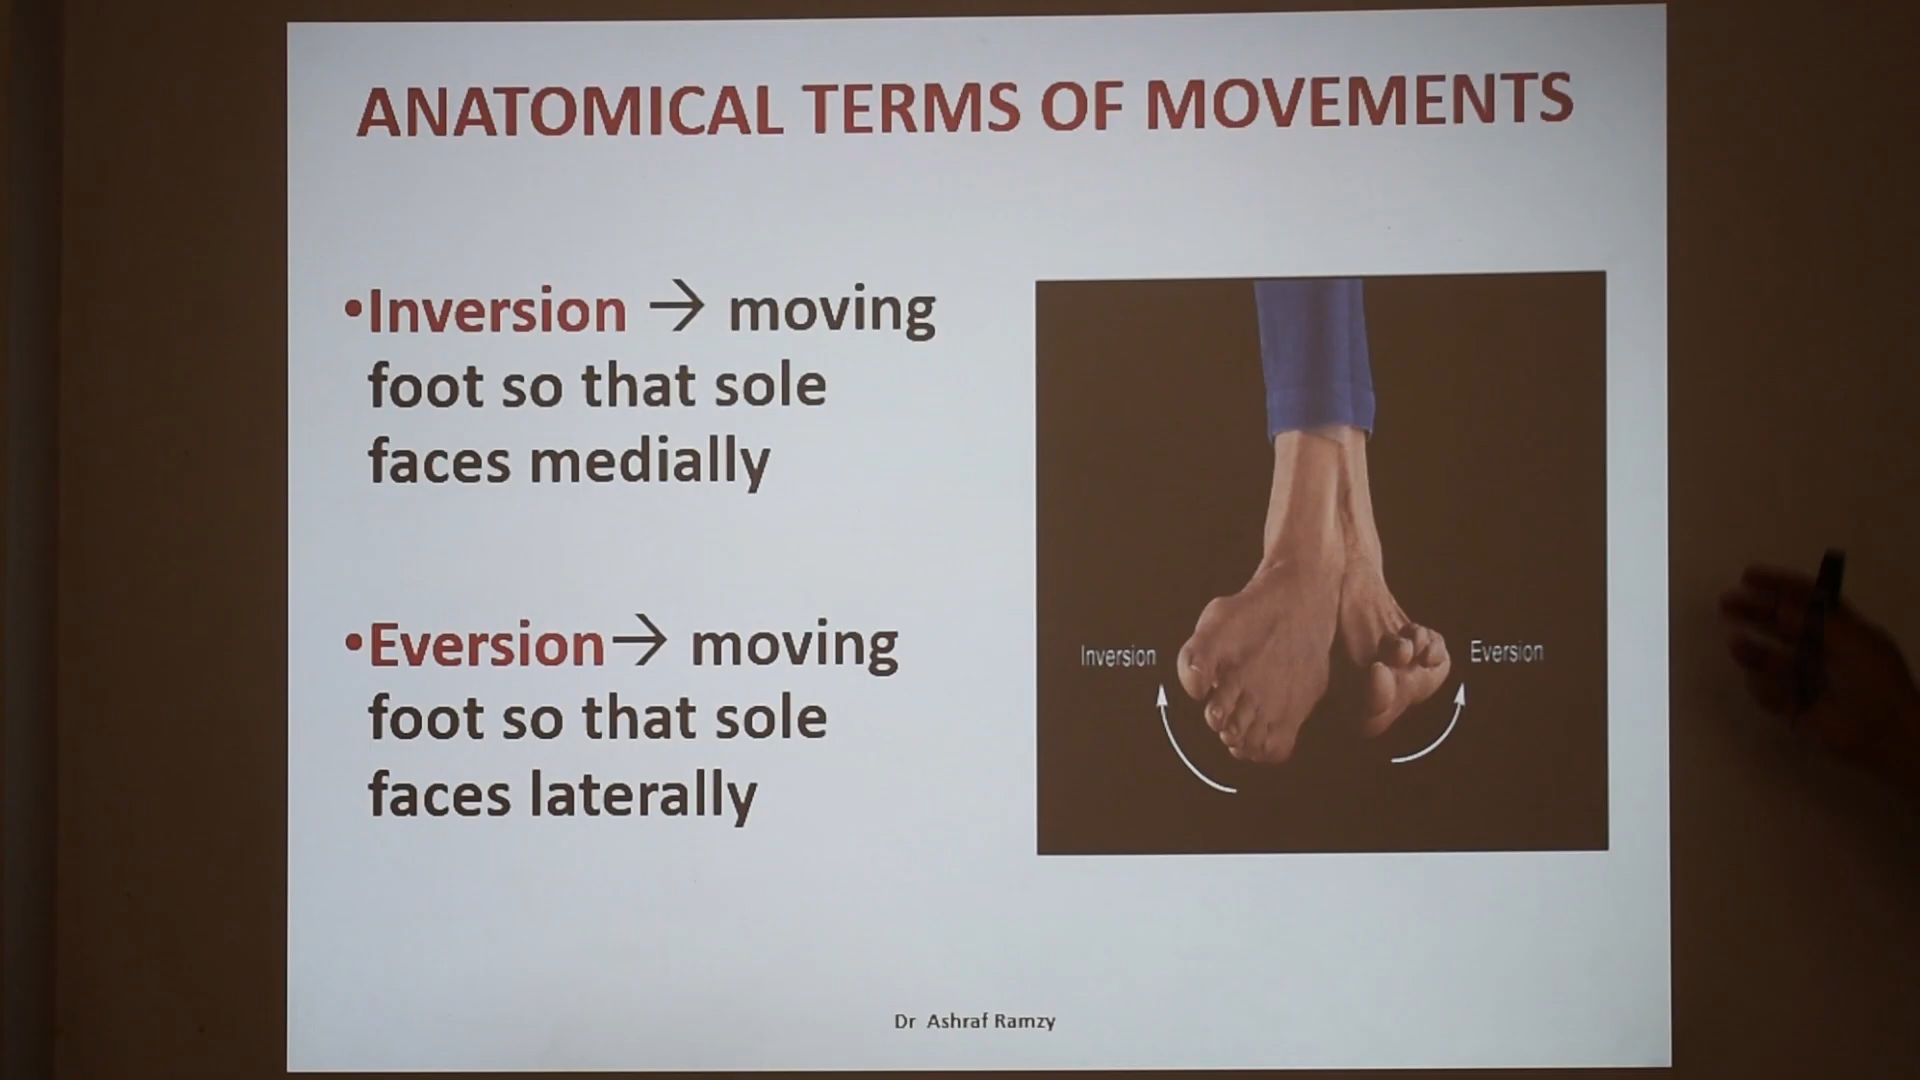 ANATOMICAL TERMS OF MOVEMENTS
•Inversion → moving
foot so that sole
faces medially
•Eversion→ moving
foot so that sole
faces laterally
Inversion
Eversion
Dr Ashraf Ramzy